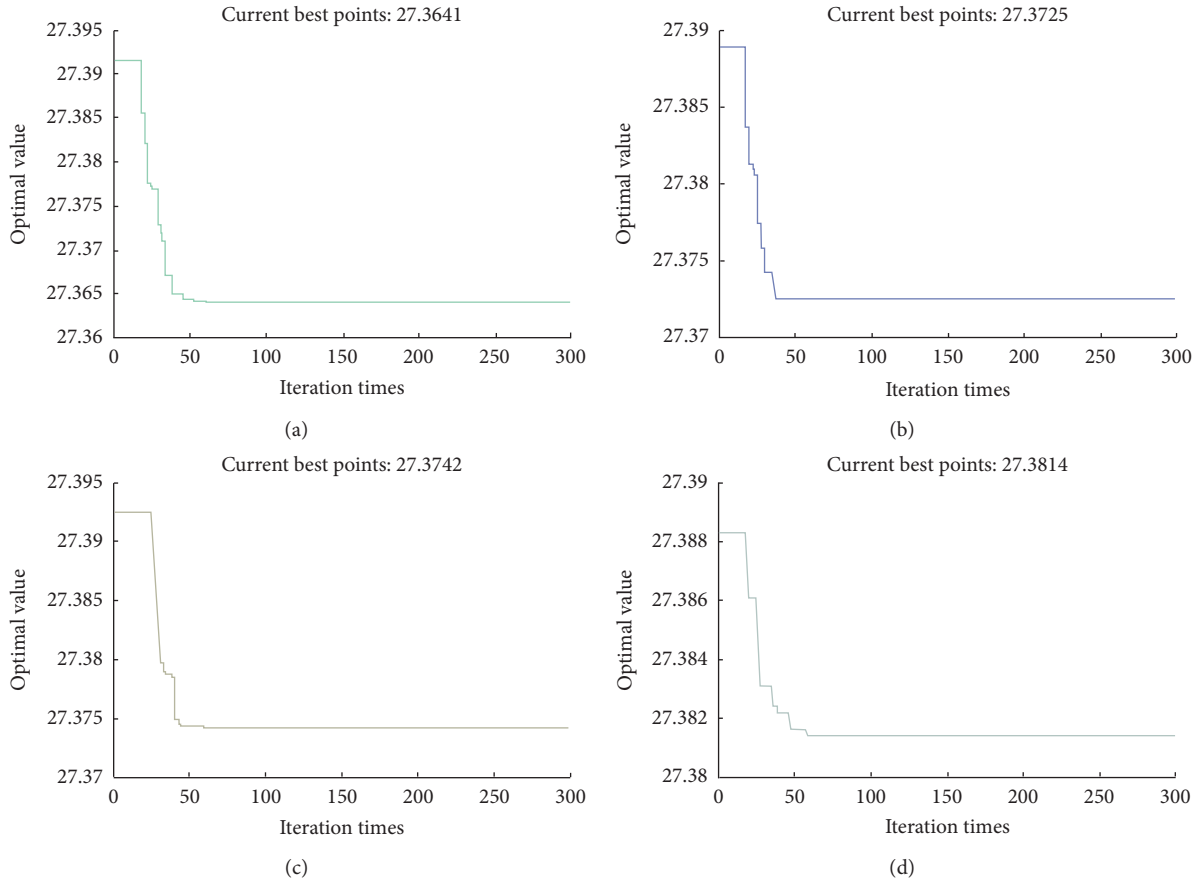 Current best points: 27.3641
27.395
27.39
27.385
27.38
27.375
27.37
27.365
27.36
Optimal value
0 50 100 150 200 250 300
Iteration times
(a)
Current best points: 27.3725
27.39
27.385
27.38
27.375
27.37
Optimal value
0 50 100 150 200 250 300
Iteration times
(b)
Current best points: 27.3742
27.395
27.39
27.385
27.38
27.375
27.37
Optimal value
0 50 100 150 200 250 300
Iteration times
(c)
Current best points: 27.3814
27.39
27.388
27.386
27.384
27.382
27.38
Optimal value
0 50 100 150 200 250 300
Iteration times
(d)